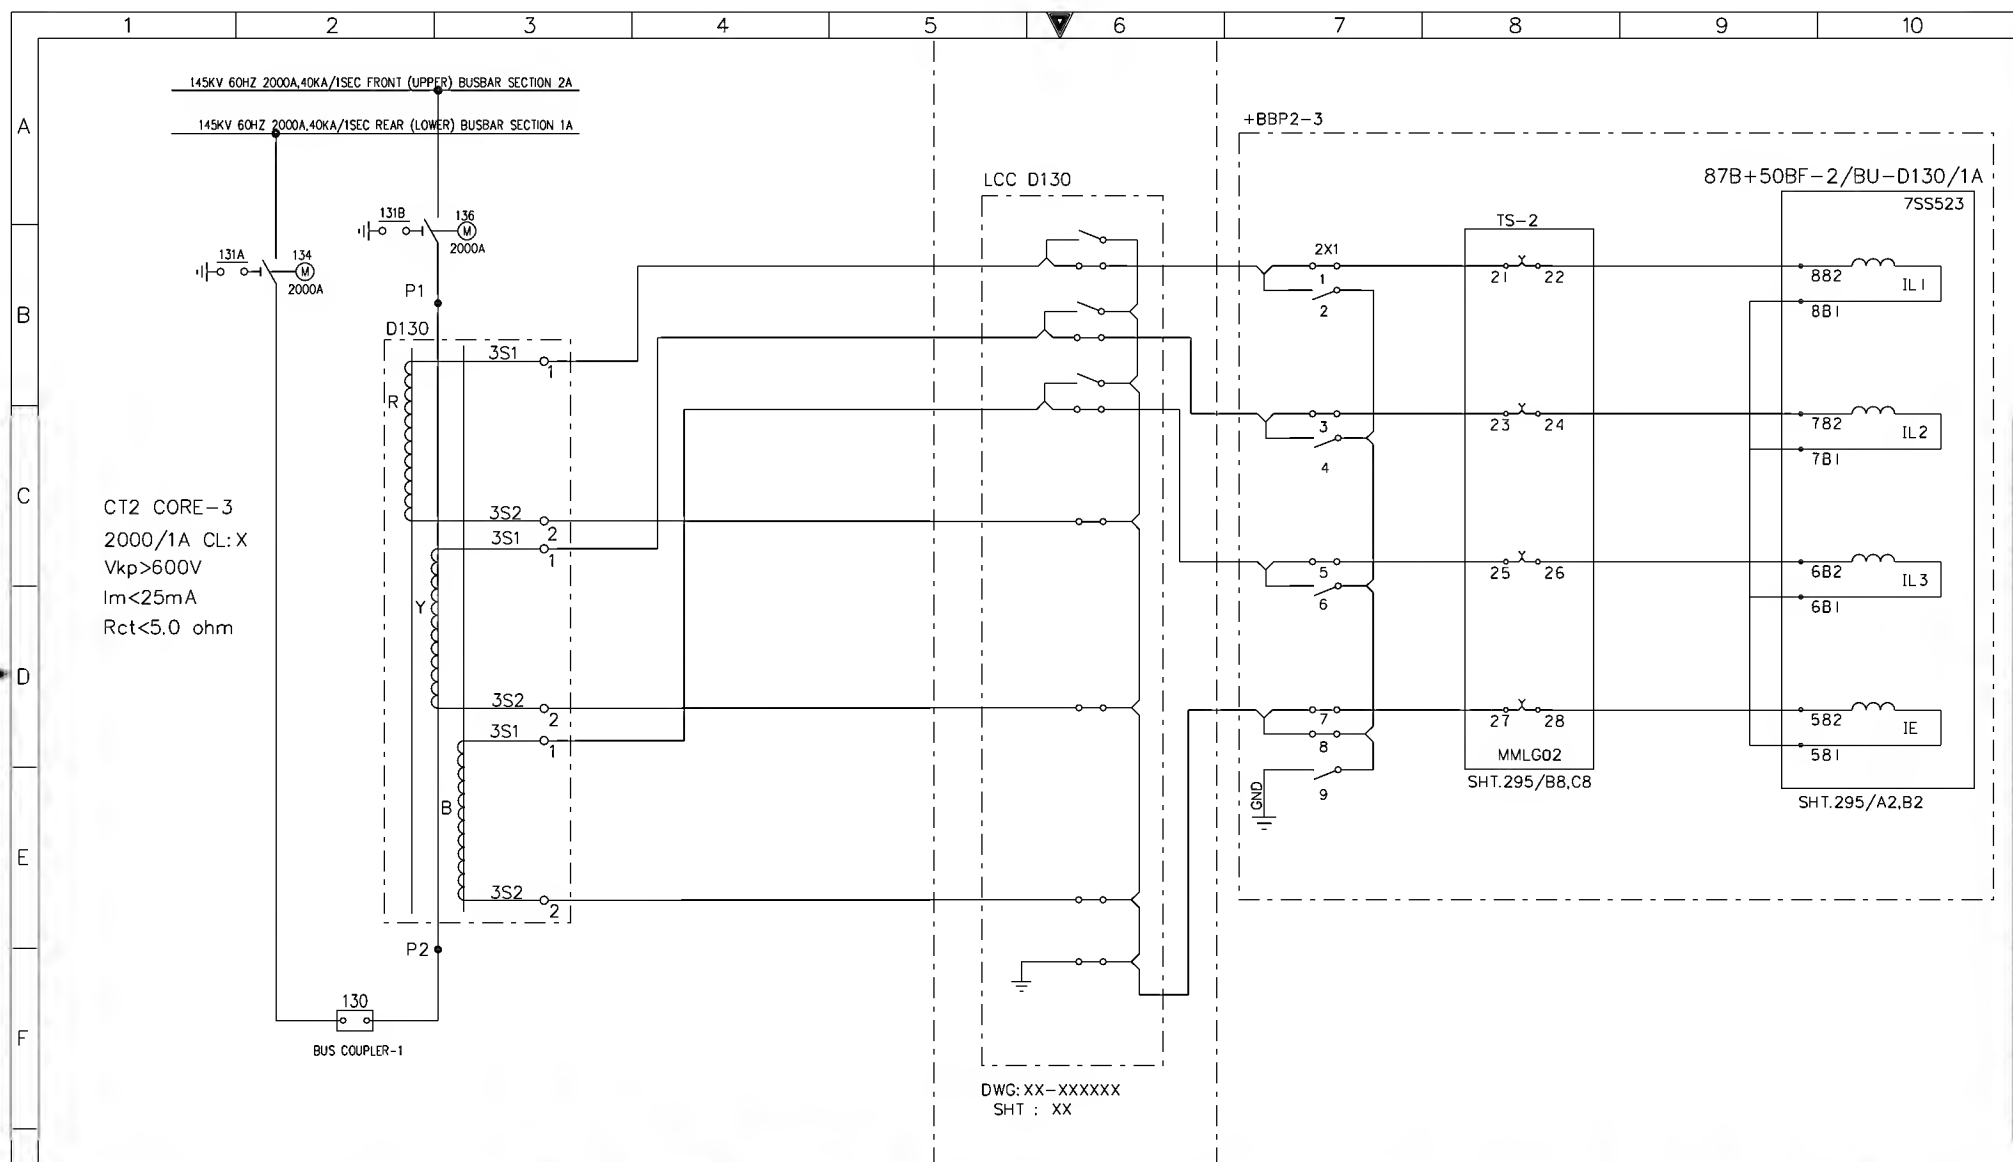 1 2 3 4 5 6 7 8 9 10
A
B
C
D
E
F
145KV 60HZ 2000A,40KA/1SEC FRONT (UPPER) BUSBAR SECTION 2A
145KV 60HZ 2000A,40KA/1SEC REAR (LOWER) BUSBAR SECTION 1A
131B
136
M
2000A
131A
134
M
2000A
P1
D130
3S1
1
R
3S2
2
3S1
1
Y
3S2
2
3S1
1
B
3S2
2
P2
130
BUS COUPLER-1
CT2 CORE-3
2000/1A CL:X
Vkp>600V
Im<25mA
Rct<5.0 ohm
LCC D130
DWG:XX-XXXXXX
SHT : XX
+BBP2-3
2X1
1
2
3
4
5
6
7
8
9
GND
TS-2
21 22
23 24
25 26
27 28
MMLG02
SHT.295/B8,C8
87B+50BF-2/BU-D130/1A
7SS523
8B2
IL1
8B1
7B2
IL2
7B1
6B2
IL3
6B1
5B2
IE
5B1
SHT.295/A2,B2